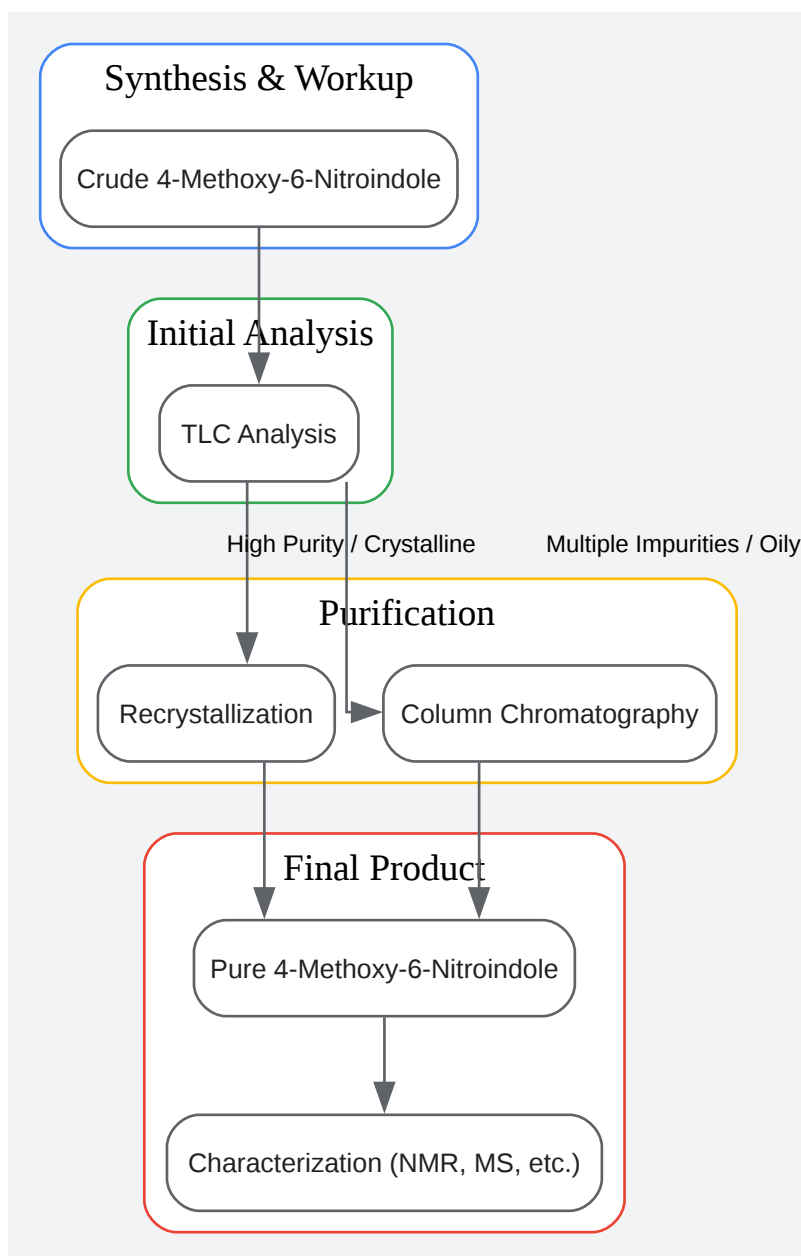 Synthesis & Workup
Crude 4-Methoxy-6-Nitroindole
Initial Analysis
TLC Analysis
High Purity / Crystalline
Multiple Impurities / Oily
Purification
Recrystallization
Column Chromatography
Final Product
Pure 4-Methoxy-6-Nitroindole
Characterization (NMR, MS, etc.)